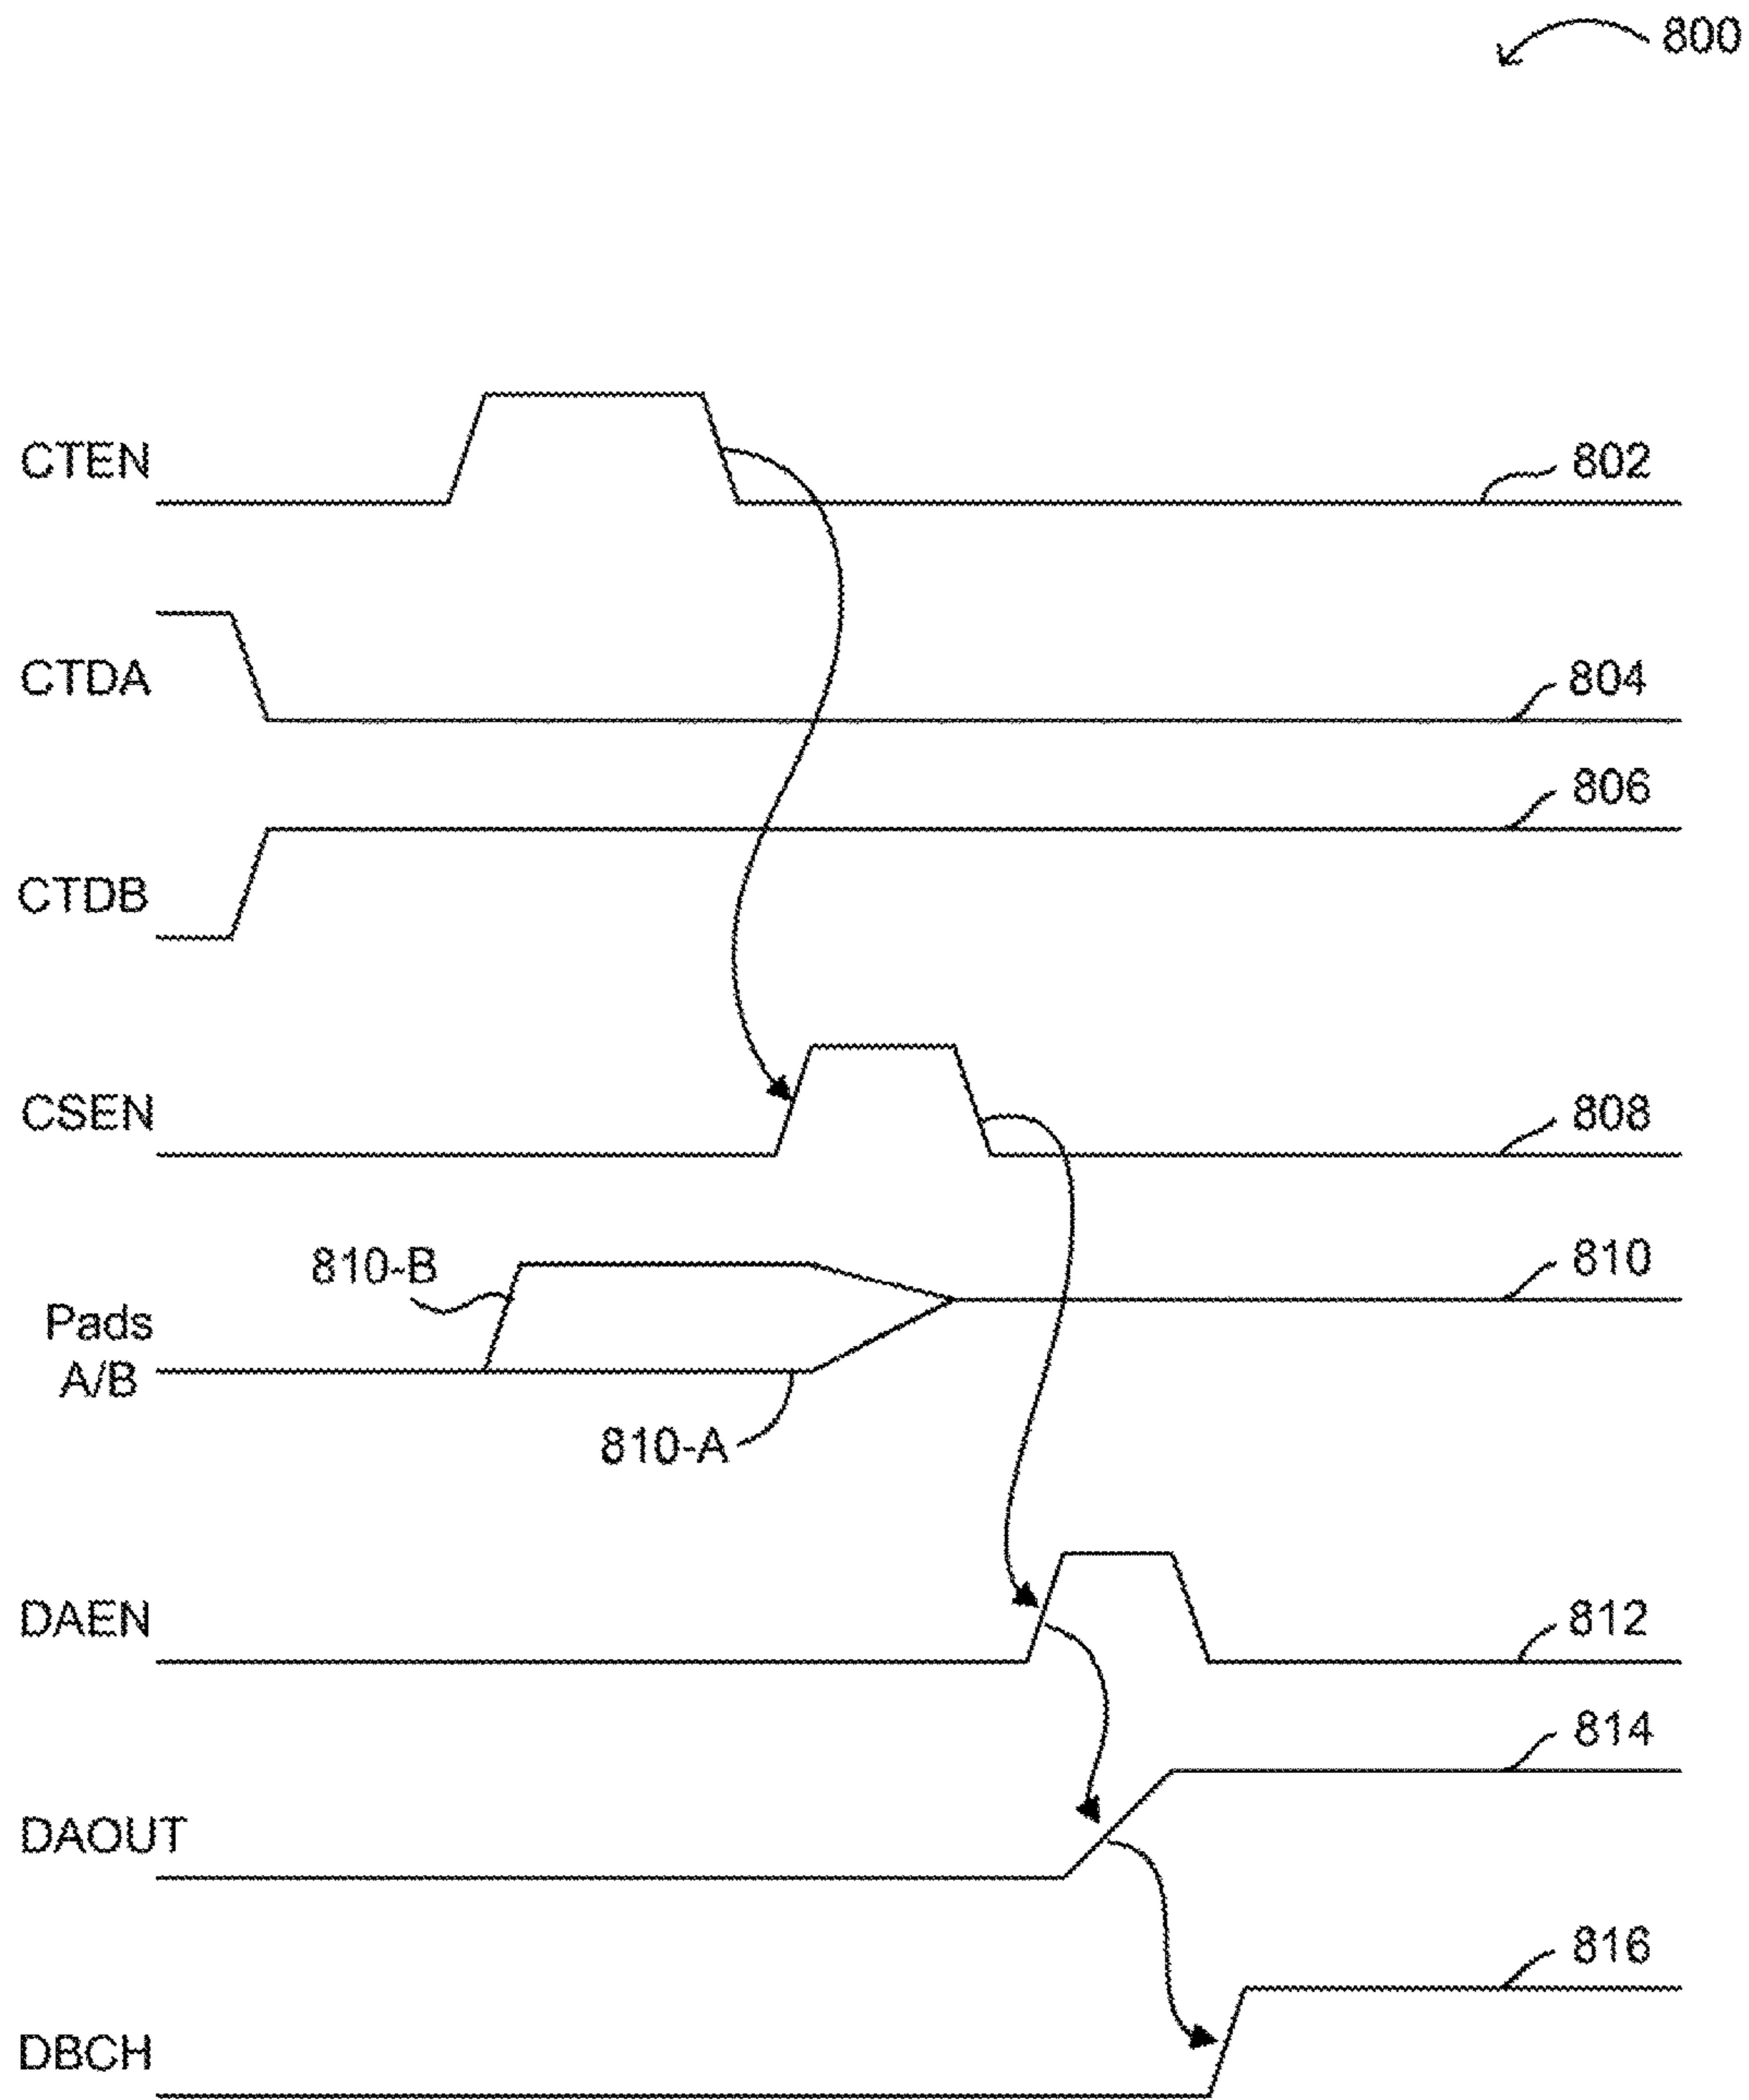 800
CTEN
802
CTDA
804
806
CTDB
CSEN
808
810-B
810
Pads
A/B
810-A
DAEN
812
814
DAOUT
816
DBCH